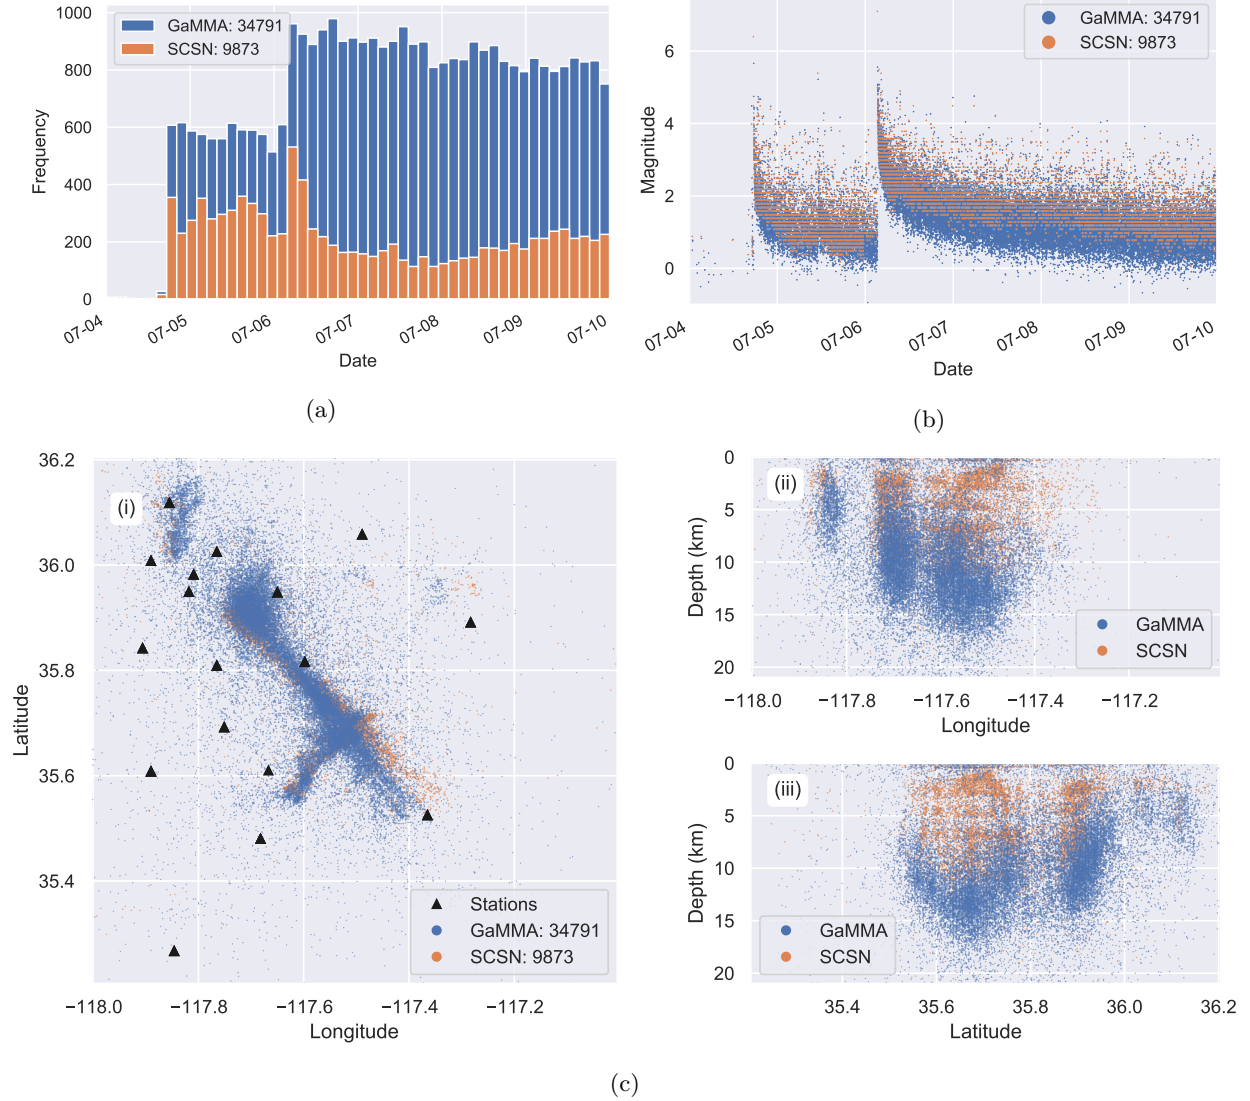 1000
800
600
400
200
0
Frequency
GaMMA: 34791
SCSN: 9873
07-04
07-05
07-06
07-07
07-08
07-09
07-10
Date
(a)
6
4
2
0
Magnitude
GaMMA: 34791
SCSN: 9873
07-04
07-05
07-06
07-07
07-08
07-09
07-10
Date
(b)
36.2
36.0
35.8
35.6
35.4
Latitude
(i)
Stations
GaMMA: 34791
SCSN: 9873
−118.0
−117.8
−117.6
−117.4
−117.2
Longitude
0
5
10
15
20
Depth (km)
(ii)
GaMMA
SCSN
−118.0
−117.8
−117.6
−117.4
−117.2
Longitude
0
5
10
15
20
Depth (km)
(iii)
GaMMA
SCSN
35.4
35.6
35.8
36.0
36.2
Latitude
(c)